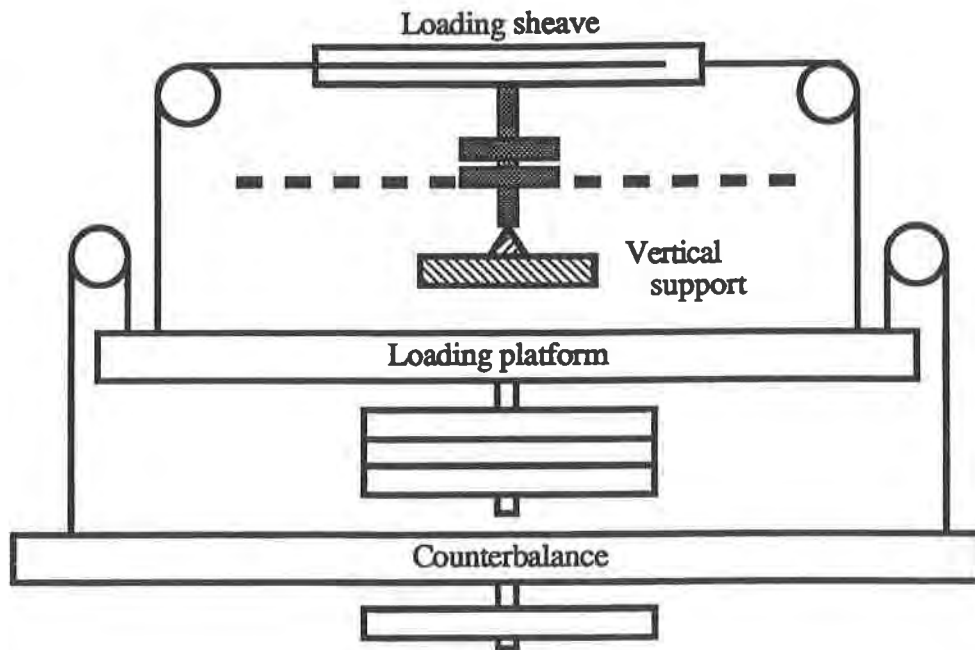 Loading sheave
Vertical
support
Loading platform
Counterbalance